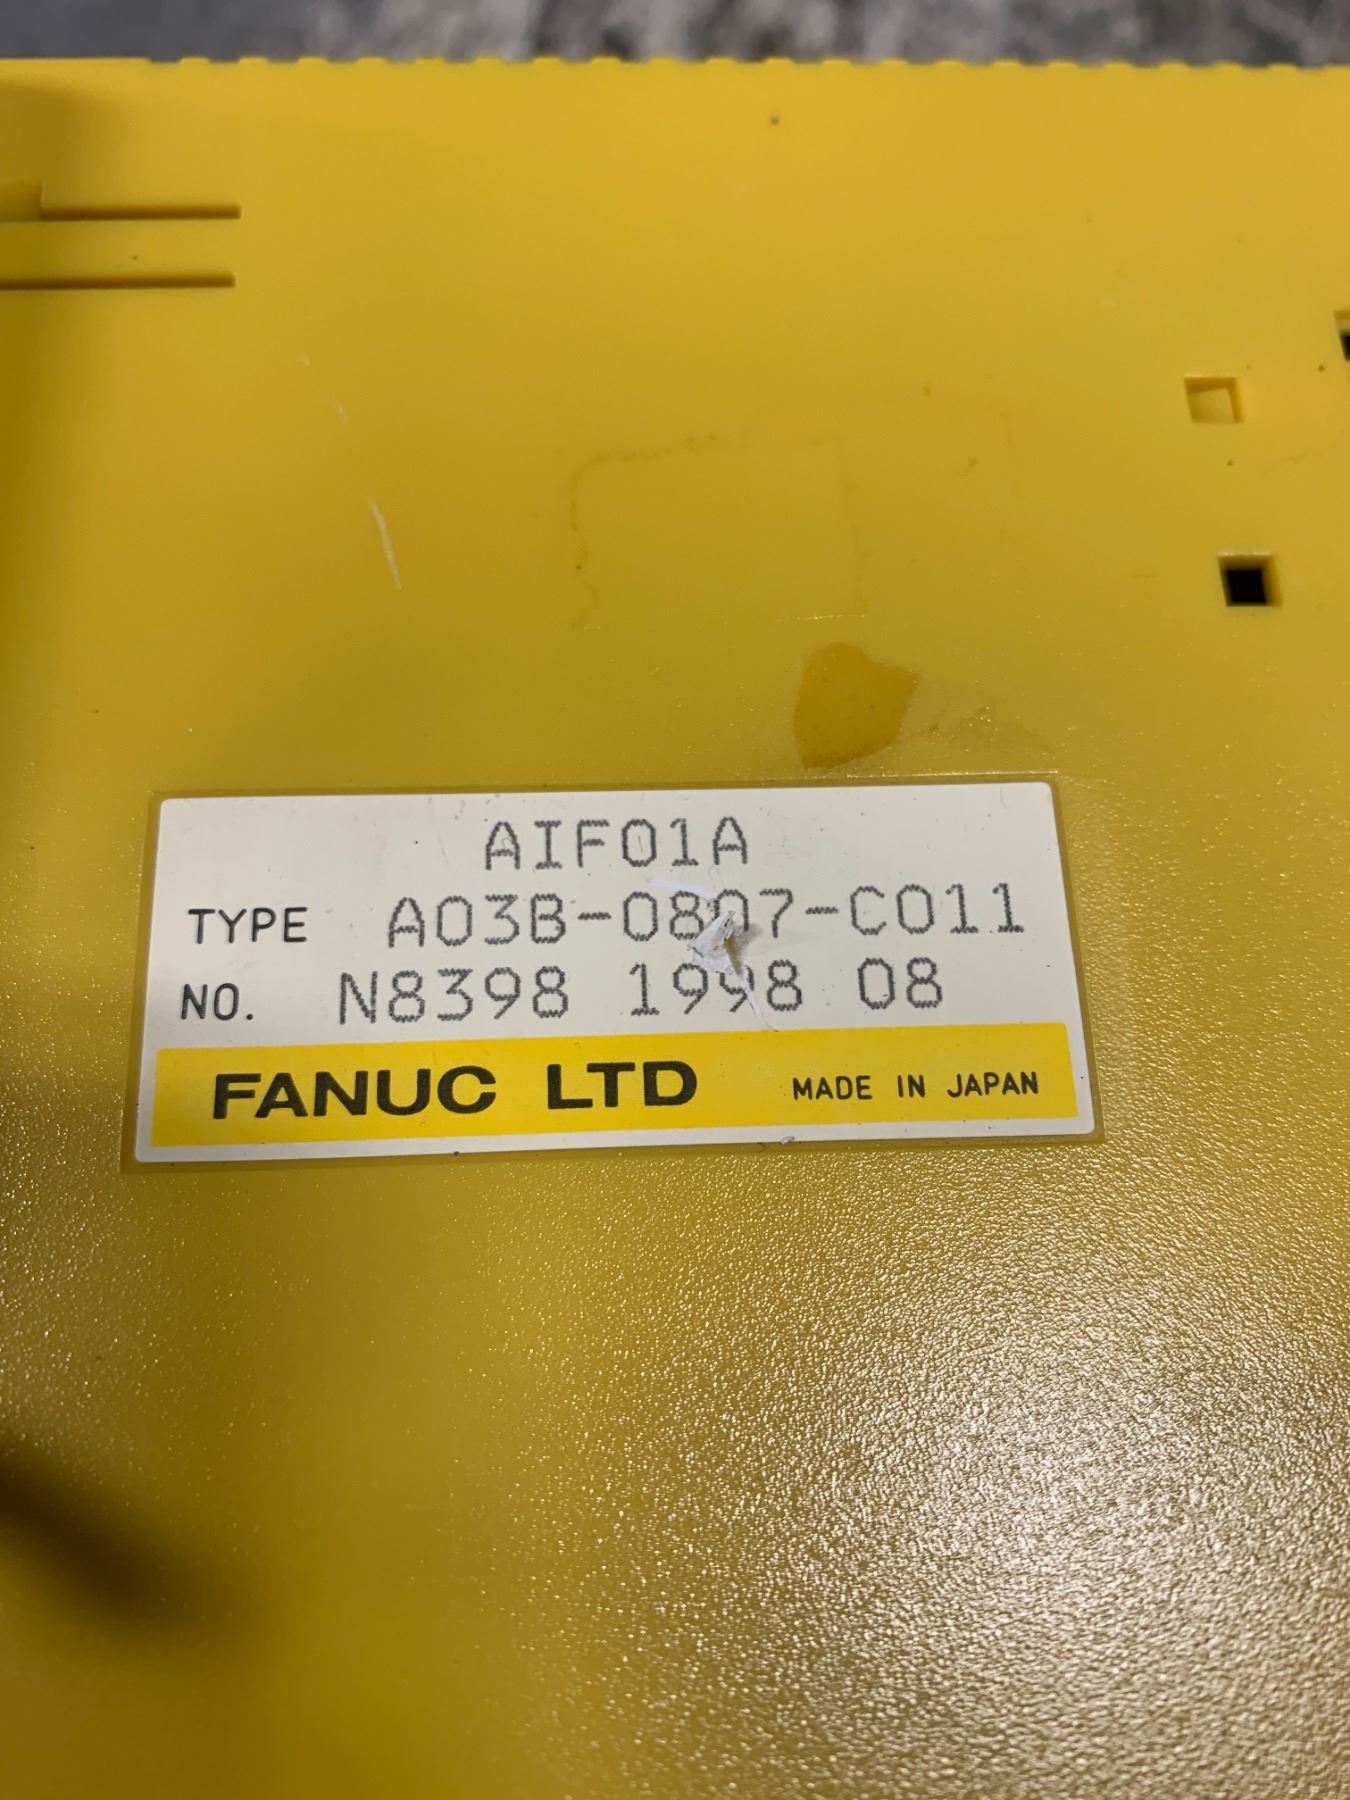 AIF01A
TYPE A03B-0807-C011
NO. N8398 1998 08
FANUC LTD MADE IN JAPAN